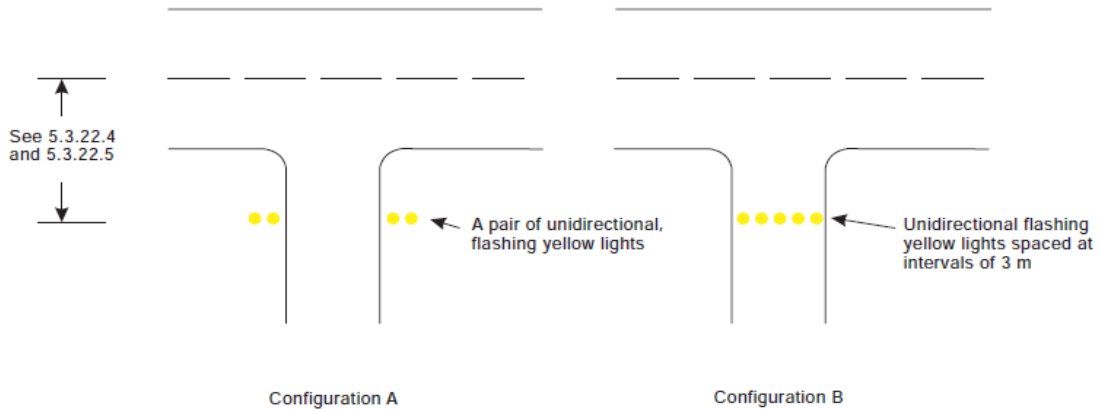 See 5.3.22.4
and 5.3.22.5
A pair of unidirectional,
flashing yellow lights
Unidirectional flashing
yellow lights spaced at
intervals of 3 m
Configuration A
Configuration B